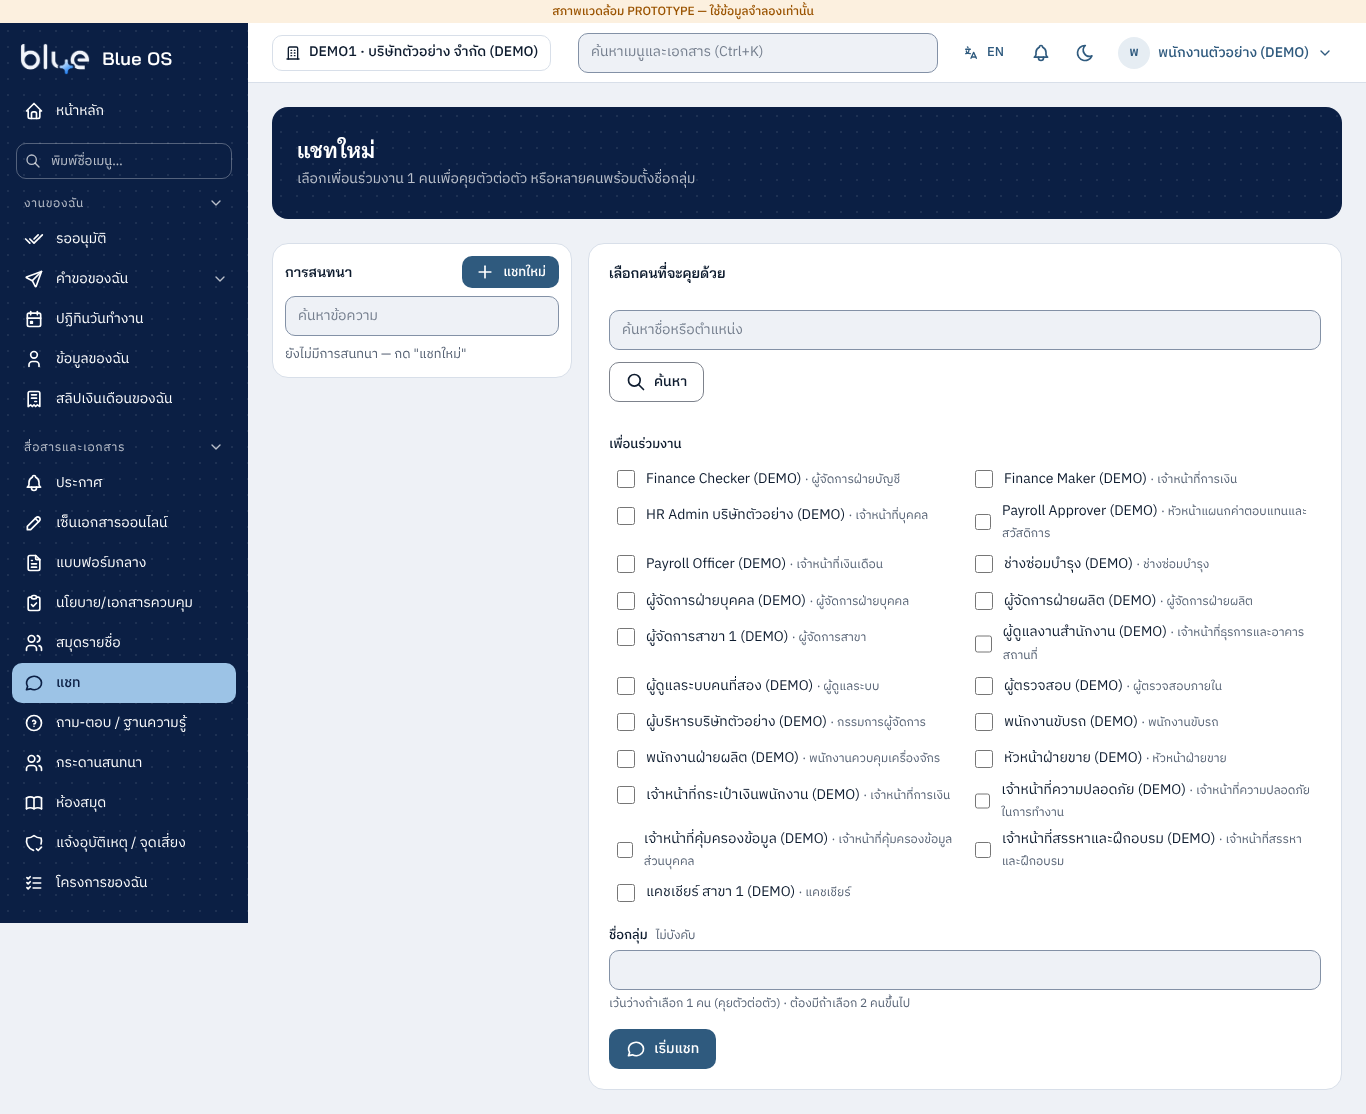 สภาพแวดล้อม PROTOTYPE — ใช้ข้อมูลจำลองเท่านั้น
blue Blue OS
หน้าหลัก
พิมพ์ชื่อเมนู...
งานของฉัน
รออนุมัติ
คำขอของฉัน
ปฏิทินวันทำงาน
ข้อมูลของฉัน
สลิปเงินเดือนของฉัน
สื่อสารและเอกสาร
ประกาศ
เซ็นเอกสารออนไลน์
แบบฟอร์มกลาง
นโยบาย/เอกสารควบคุม
สมุดรายชื่อ
แชท
ถาม-ตอบ / ฐานความรู้
กระดานสนทนา
ห้องสมุด
แจ้งอุบัติเหตุ / จุดเสี่ยง
โครงการของฉัน
DEMO1 · บริษัทตัวอย่าง จำกัด (DEMO)
ค้นหาเมนูและเอกสาร (Ctrl+K)
EN
พ พนักงานตัวอย่าง (DEMO)
แชทใหม่
เลือกเพื่อนร่วมงาน 1 คนเพื่อคุยตัวต่อตัว หรือหลายคนพร้อมตั้งชื่อกลุ่ม
การสนทนา
แชทใหม่
ค้นหาข้อความ
ยังไม่มีการสนทนา — กด "แชทใหม่"
เลือกคนที่จะคุยด้วย
ค้นหาชื่อหรือตำแหน่ง
ค้นหา
เพื่อนร่วมงาน
Finance Checker (DEMO) · ผู้จัดการฝ่ายบัญชี
Finance Maker (DEMO) · เจ้าหน้าที่การเงิน
HR Admin บริษัทตัวอย่าง (DEMO) · เจ้าหน้าที่บุคคล
Payroll Approver (DEMO) · หัวหน้าแผนกค่าตอบแทนและ
สวัสดิการ
Payroll Officer (DEMO) · เจ้าหน้าที่เงินเดือน
ช่างซ่อมบำรุง (DEMO) · ช่างซ่อมบำรุง
ผู้จัดการฝ่ายบุคคล (DEMO) · ผู้จัดการฝ่ายบุคคล
ผู้จัดการฝ่ายผลิต (DEMO) · ผู้จัดการฝ่ายผลิต
ผู้จัดการสาขา 1 (DEMO) · ผู้จัดการสาขา
ผู้ดูแลงานสำนักงาน (DEMO) · เจ้าหน้าที่ธุรการและอาคาร
สถานที่
ผู้ดูแลระบบคนที่สอง (DEMO) · ผู้ดูแลระบบ
ผู้ตรวจสอบ (DEMO) · ผู้ตรวจสอบภายใน
ผู้บริหารบริษัทตัวอย่าง (DEMO) · กรรมการผู้จัดการ
พนักงานขับรถ (DEMO) · พนักงานขับรถ
พนักงานฝ่ายผลิต (DEMO) · พนักงานควบคุมเครื่องจักร
หัวหน้าฝ่ายขาย (DEMO) · หัวหน้าฝ่ายขาย
เจ้าหน้าที่กระเป๋าเงินพนักงาน (DEMO) · เจ้าหน้าที่การเงิน
เจ้าหน้าที่ความปลอดภัย (DEMO) · เจ้าหน้าที่ความปลอดภัย
ในการทำงาน
เจ้าหน้าที่คุ้มครองข้อมูล (DEMO) · เจ้าหน้าที่คุ้มครองข้อมูล
ส่วนบุคคล
เจ้าหน้าที่สรรหาและฝึกอบรม (DEMO) · เจ้าหน้าที่สรรหา
และฝึกอบรม
แคชเชียร์ สาขา 1 (DEMO) · แคชเชียร์
ชื่อกลุ่ม ไม่บังคับ
เว้นว่างถ้าเลือก 1 คน (คุยตัวต่อตัว) · ต้องมีถ้าเลือก 2 คนขึ้นไป
เริ่มแชท